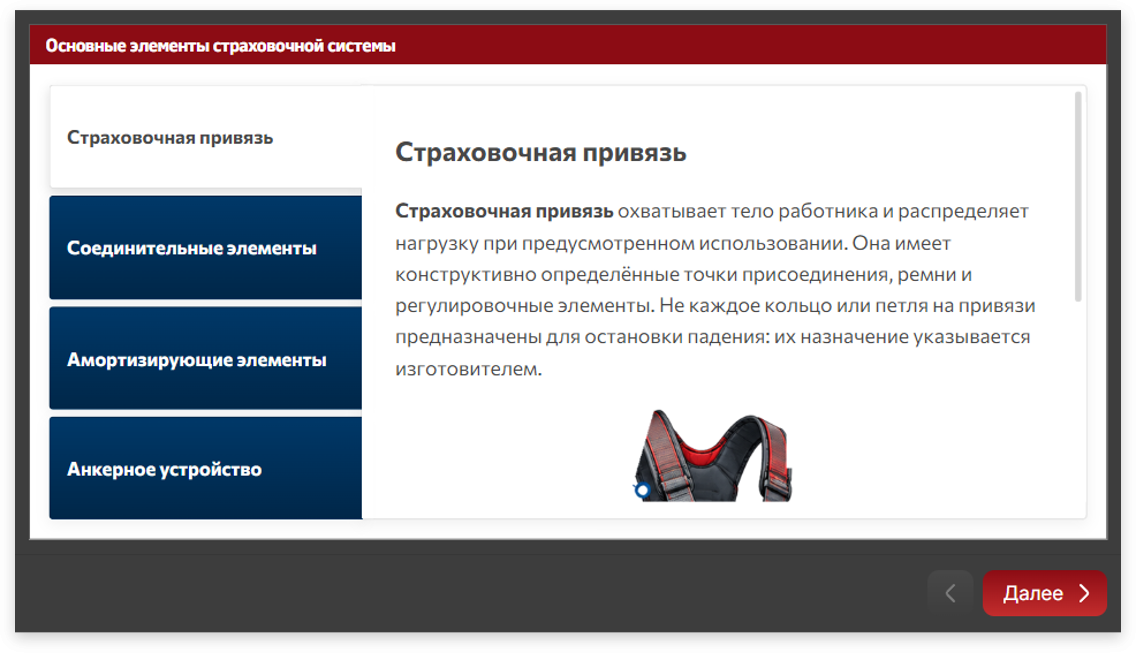 Основные элементы страховочной системы
Страховочная привязь
Соединительные элементы
Амортизирующие элементы
Анкерное устройство
Страховочная привязь
Страховочная привязь охватывает тело работника и распределяет
нагрузку при предусмотренном использовании. Она имеет
конструктивно определённые точки присоединения, ремни и
регулировочные элементы. Не каждое кольцо или петля на привязи
предназначены для остановки падения: их назначение указывается
изготовителем.
Далее